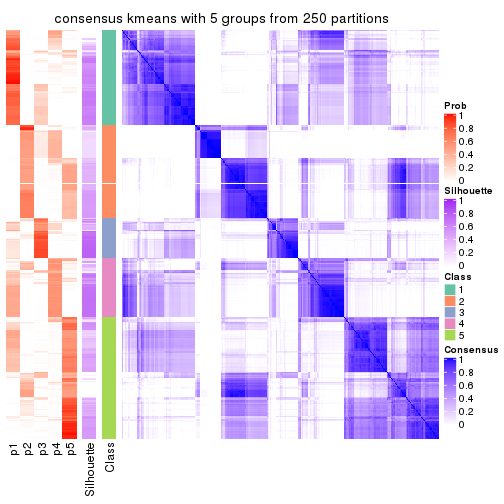 consensus kmeans with 5 groups from 250 partitions
Prob
1
0.8
0.6
0.4
0.2
0
Silhouette
1
0.8
0.6
0.4
0.2
0
Class
1
2
3
4
5
Consensus
1
0.8
0.6
0.4
0.2
0
p1
p2
p3
p4
p5
Silhouette
Class